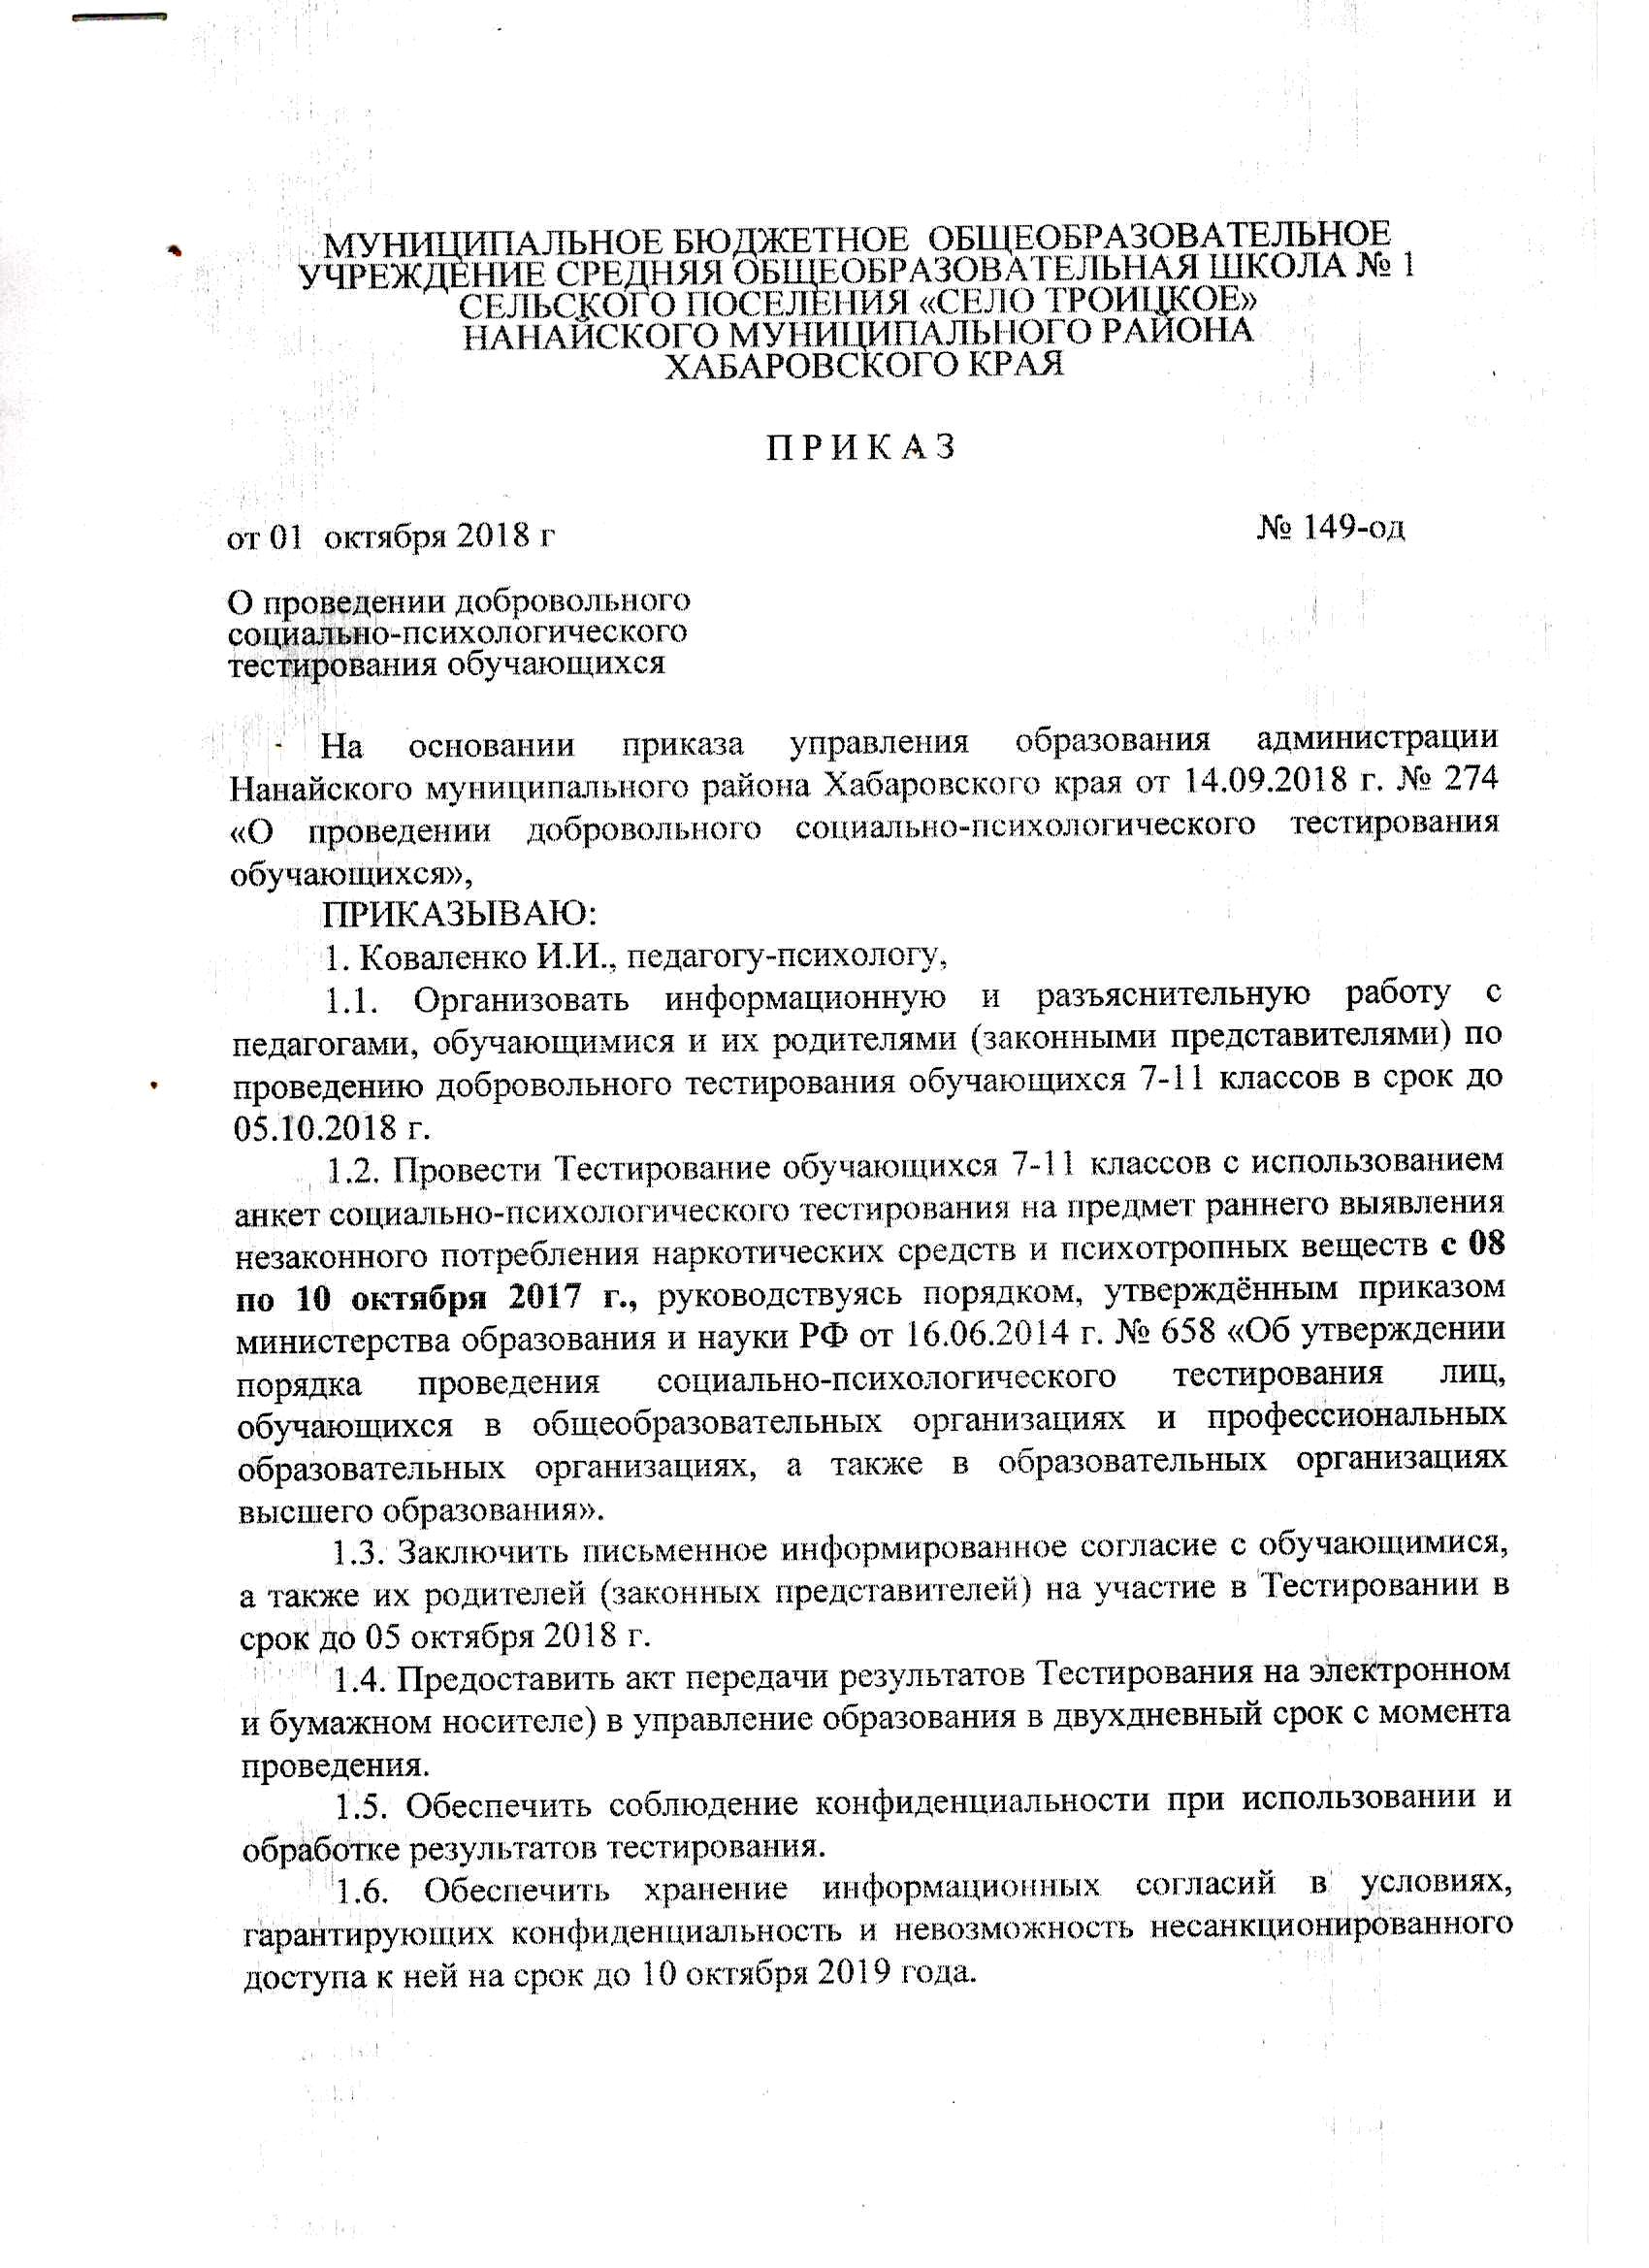 МУНИЦИПАЛЬНОЕ БЮДЖЕТНОЕ ОБЩЕОБРАЗОВАТЕЛЬНОЕ
УЧРЕЖДЕНИЕ СРЕДНЯЯ ОБЩЕОБРАЗОВАТЕЛЬНАЯ ШКОЛА № 1
СЕЛЬСКОГО ПОСЕЛЕНИЯ «СЕЛО ТРОИЦКОЕ»
НАНАЙСКОГО МУНИЦИПАЛЬНОГО РАЙОНА
ХАБАРОВСКОГО КРАЯ
П Р И К А З
от 01 октября 2018 г № 149-од
О проведении добровольного
социально-психологического
тестирования обучающихся
На основании приказа управления образования администрации
Нанайского муниципального района Хабаровского края от 14.09.2018 г. № 274
«О проведении добровольного социально-психологического тестирования
обучающихся»,
ПРИКАЗЫВАЮ:
1. Коваленко И.И., педагогу-психологу,
1.1. Организовать информационную и разъяснительную работу с
педагогами, обучающимися и их родителями (законными представителями) по
проведению добровольного тестирования обучающихся 7-11 классов в срок до
05.10.2018 г.
1.2. Провести Тестирование обучающихся 7-11 классов с использованием
анкет социально-психологического тестирования на предмет раннего выявления
незаконного потребления наркотических средств и психотропных веществ с 08
по 10 октября 2017 г., руководствуясь порядком, утверждённым приказом
министерства образования и науки РФ от 16.06.2014 г. № 658 «Об утверждении
порядка проведения социально-психологического тестирования лиц,
обучающихся в общеобразовательных организациях и профессиональных
образовательных организациях, а также в образовательных организациях
высшего образования».
1.3. Заключить письменное информированное согласие с обучающимися,
а также их родителей (законных представителей) на участие в Тестировании в
срок до 05 октября 2018 г.
1.4. Предоставить акт передачи результатов Тестирования на электронном
и бумажном носителе) в управление образования в двухдневный срок с момента
проведения.
1.5. Обеспечить соблюдение конфиденциальности при использовании и
обработке результатов тестирования.
1.6. Обеспечить хранение информационных согласий в условиях,
гарантирующих конфиденциальность и невозможность несанкционированного
доступа к ней на срок до 10 октября 2019 года.